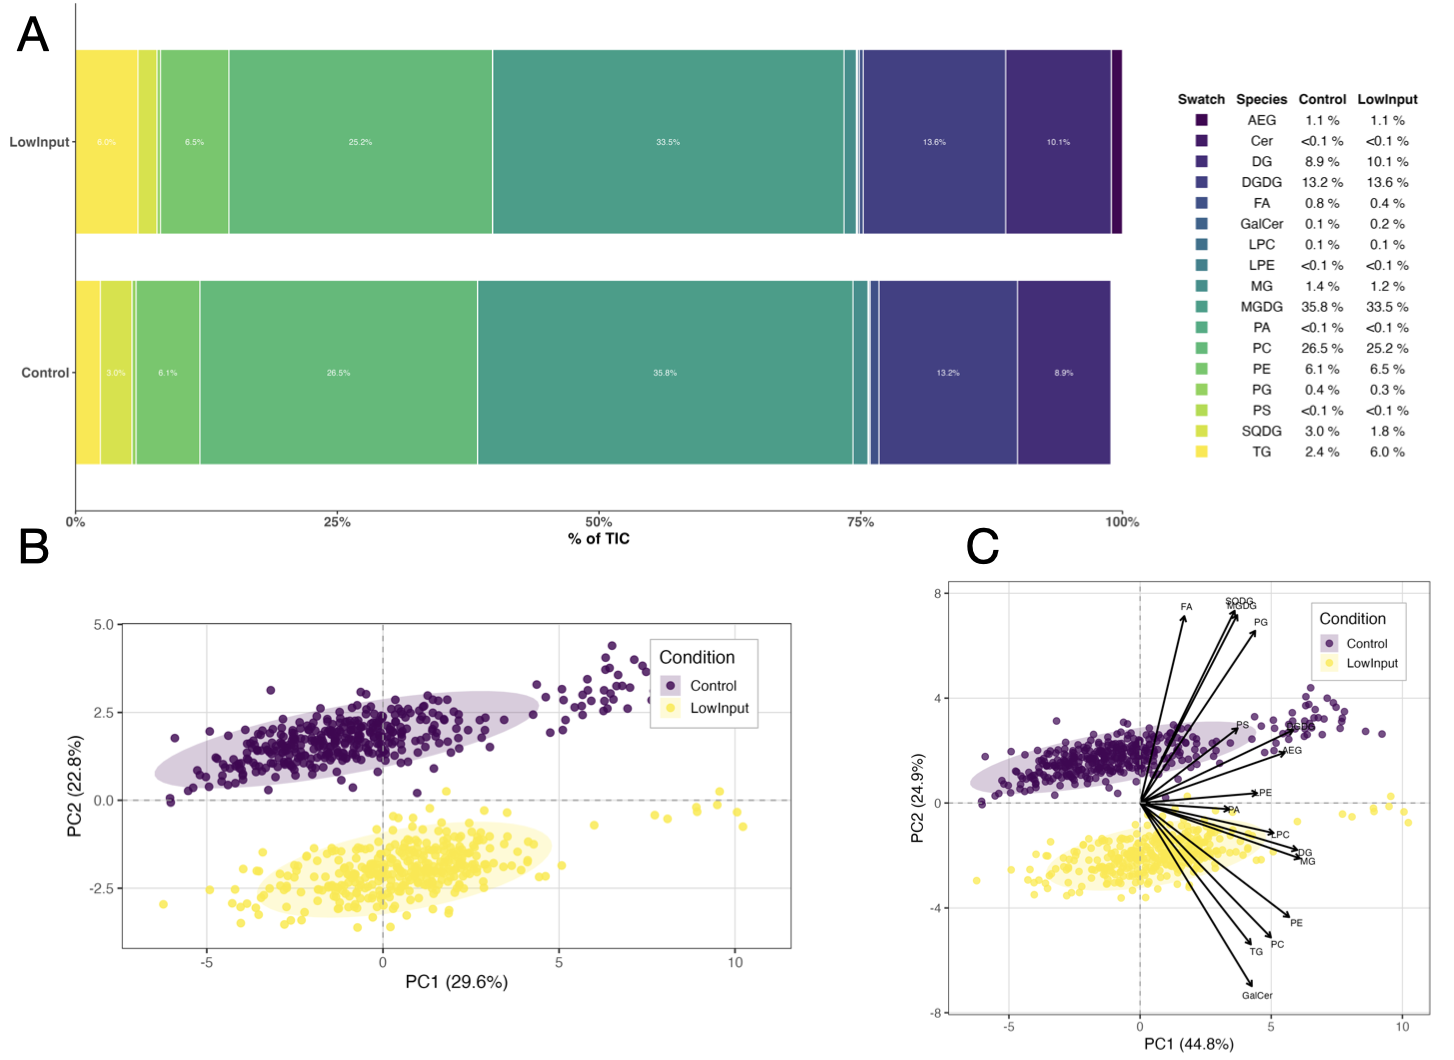 A
LowInput
6.0%
6.5%
25.2%
33.5%
13.6%
10.1%
Control
3.0%
6.1%
26.5%
35.8%
13.2%
8.9%
0%
25%
50%
75%
100%
% of TIC
Swatch Species Control LowInput
AEG 1.1 % 1.1 %
Cer <0.1 % <0.1 %
DG 8.9 % 10.1 %
DGDG 13.2 % 13.6 %
FA 0.8 % 0.4 %
GalCer 0.1 % 0.2 %
LPC 0.1 % 0.1 %
LPE <0.1 % <0.1 %
MG 1.4 % 1.2 %
MGDG 35.8 % 33.5 %
PA <0.1 % <0.1 %
PC 26.5 % 25.2 %
PE 6.1 % 6.5 %
PG 0.4 % 0.3 %
PS <0.1 % <0.1 %
SQDG 3.0 % 1.8 %
TG 2.4 % 6.0 %
B
5.0
2.5
0.0
-2.5
PC2 (22.8%)
-5
0
5
10
PC1 (29.6%)
Condition
Control
LowInput
C
8
4
0
-4
-8
PC2 (24.9%)
-5
0
5
10
PC1 (44.8%)
Condition
Control
LowInput
FA
SQDG
MGDG
PG
PS
DGDG
AEG
PE
PA
LPC
DG
MG
PE
PC
TG
GalCer